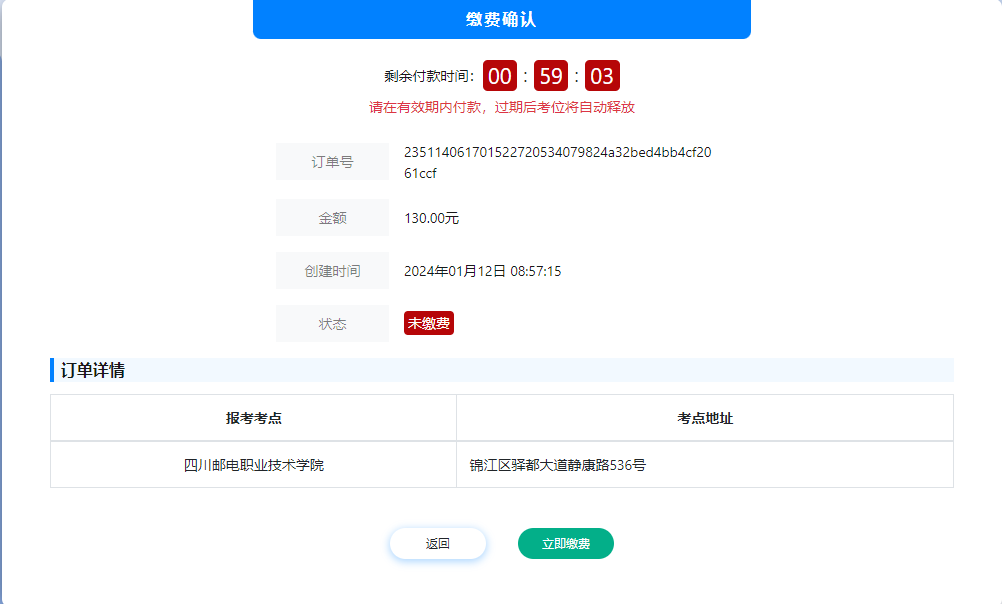 缴费确认
剩余付款时间： 00 : 59 : 03
请在有效期内付款，过期后考位将自动释放
订单号 235114061701522720534079824a32bed4bb4cf20
61ccf
金额 130.00元
创建时间 2024年01月12日 08:57:15
状态 未缴费
订单详情
报考考点 考点地址
四川邮电职业技术学院 锦江区驿都大道静康路536号
返回 立即缴费